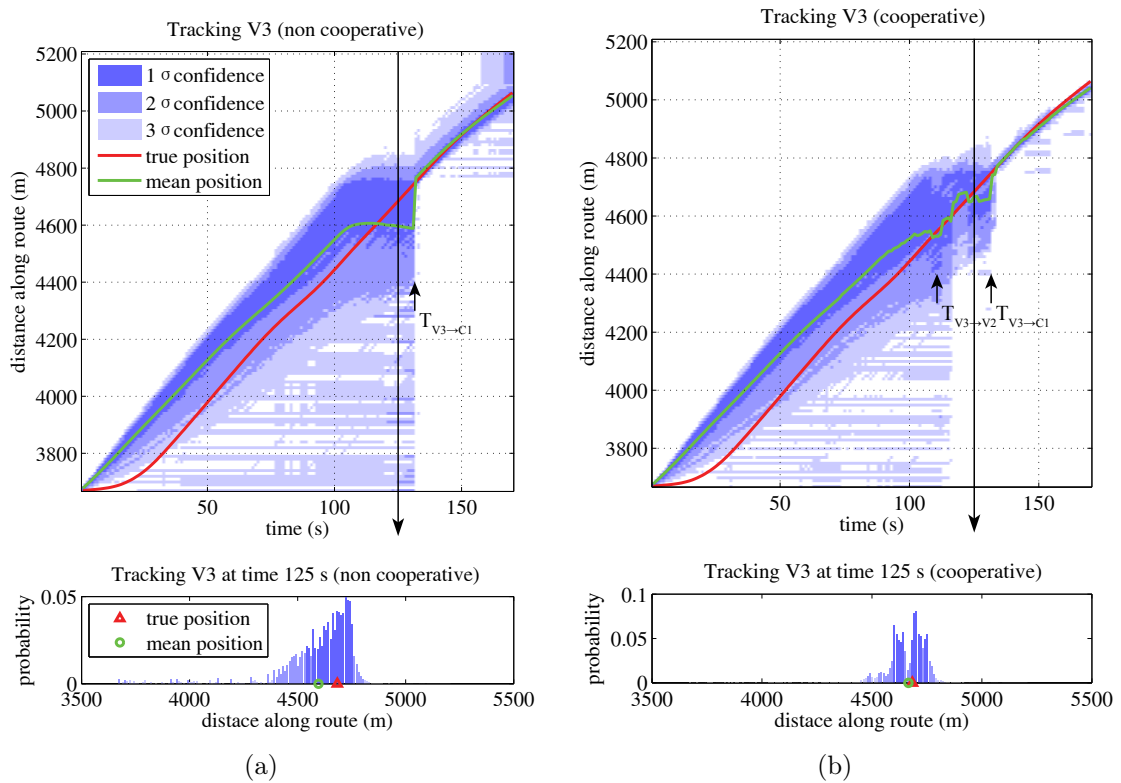 Tracking V3 (non cooperative)
5200
5000
4800
4600
4400
4200
4000
3800
distance along route (m)
1 σ confidence
2 σ confidence
3 σ confidence
true position
mean position
T_{V3→C1}
50
100
150
time (s)
Tracking V3 at time 125 s (non cooperative)
0.05
0
probability
true position
mean position
3500
4000
4500
5000
5500
distace along route (m)
(a)
Tracking V3 (cooperative)
5200
5000
4800
4600
4400
4200
4000
3800
distance along route (m)
T_{V3→V2} T_{V3→C1}
50
100
150
time (s)
Tracking V3 at time 125 s (cooperative)
0.1
0.05
0
probability
3500
4000
4500
5000
5500
distace along route (m)
(b)